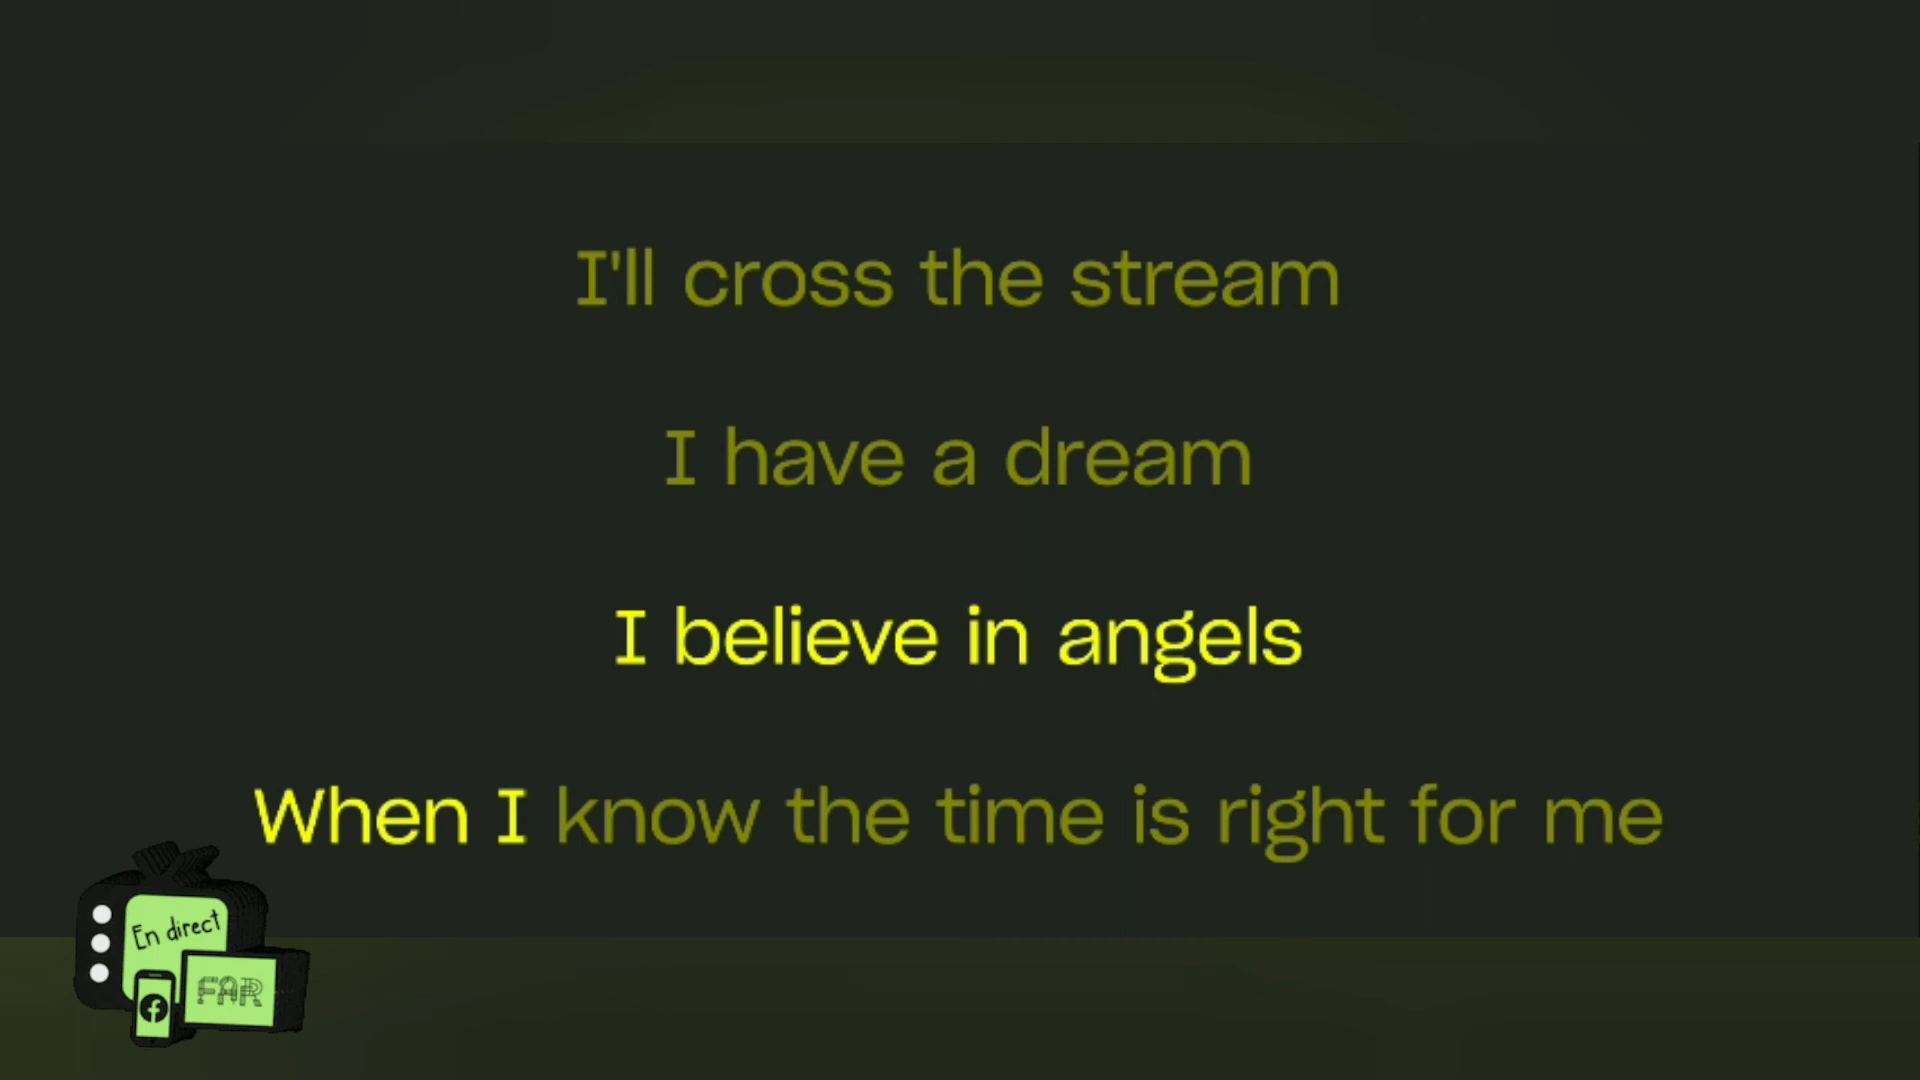 I'll cross the stream
I have a dream
I believe in angels
When I know the time is right for me
En direct
FAR